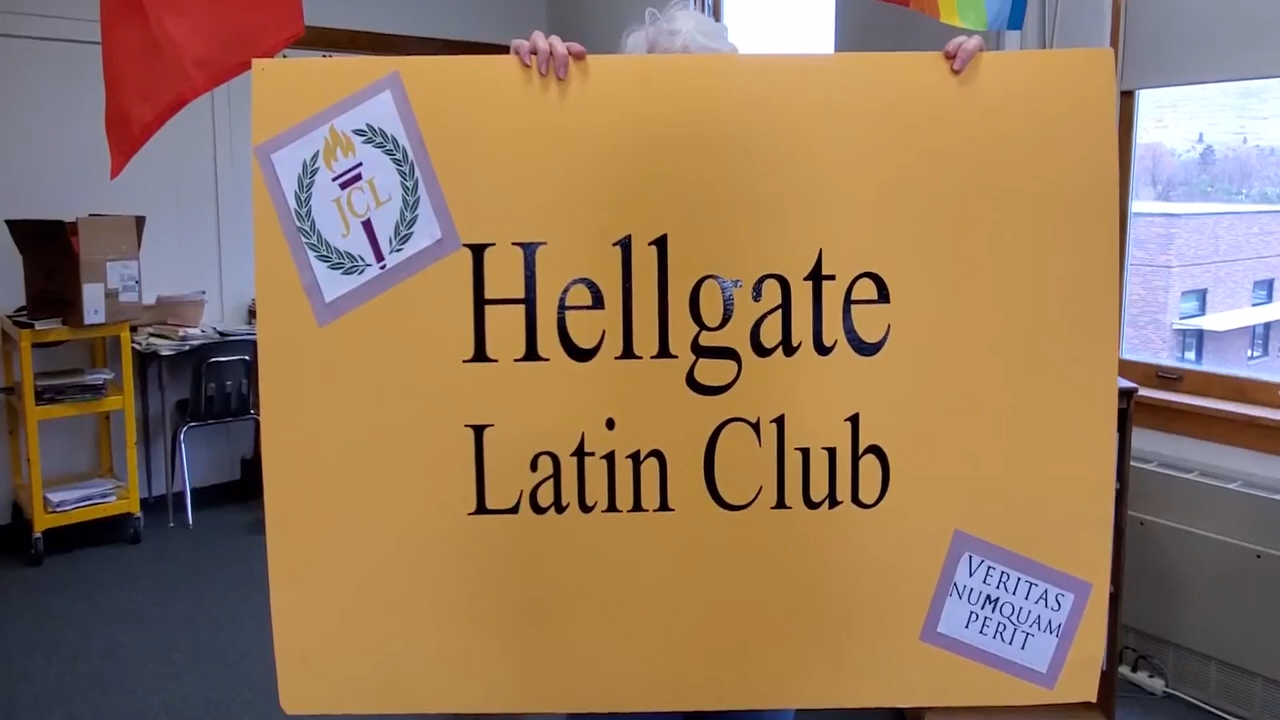 JCL
Hellgate
Latin Club
VERITAS
NUMQUAM
PERIT